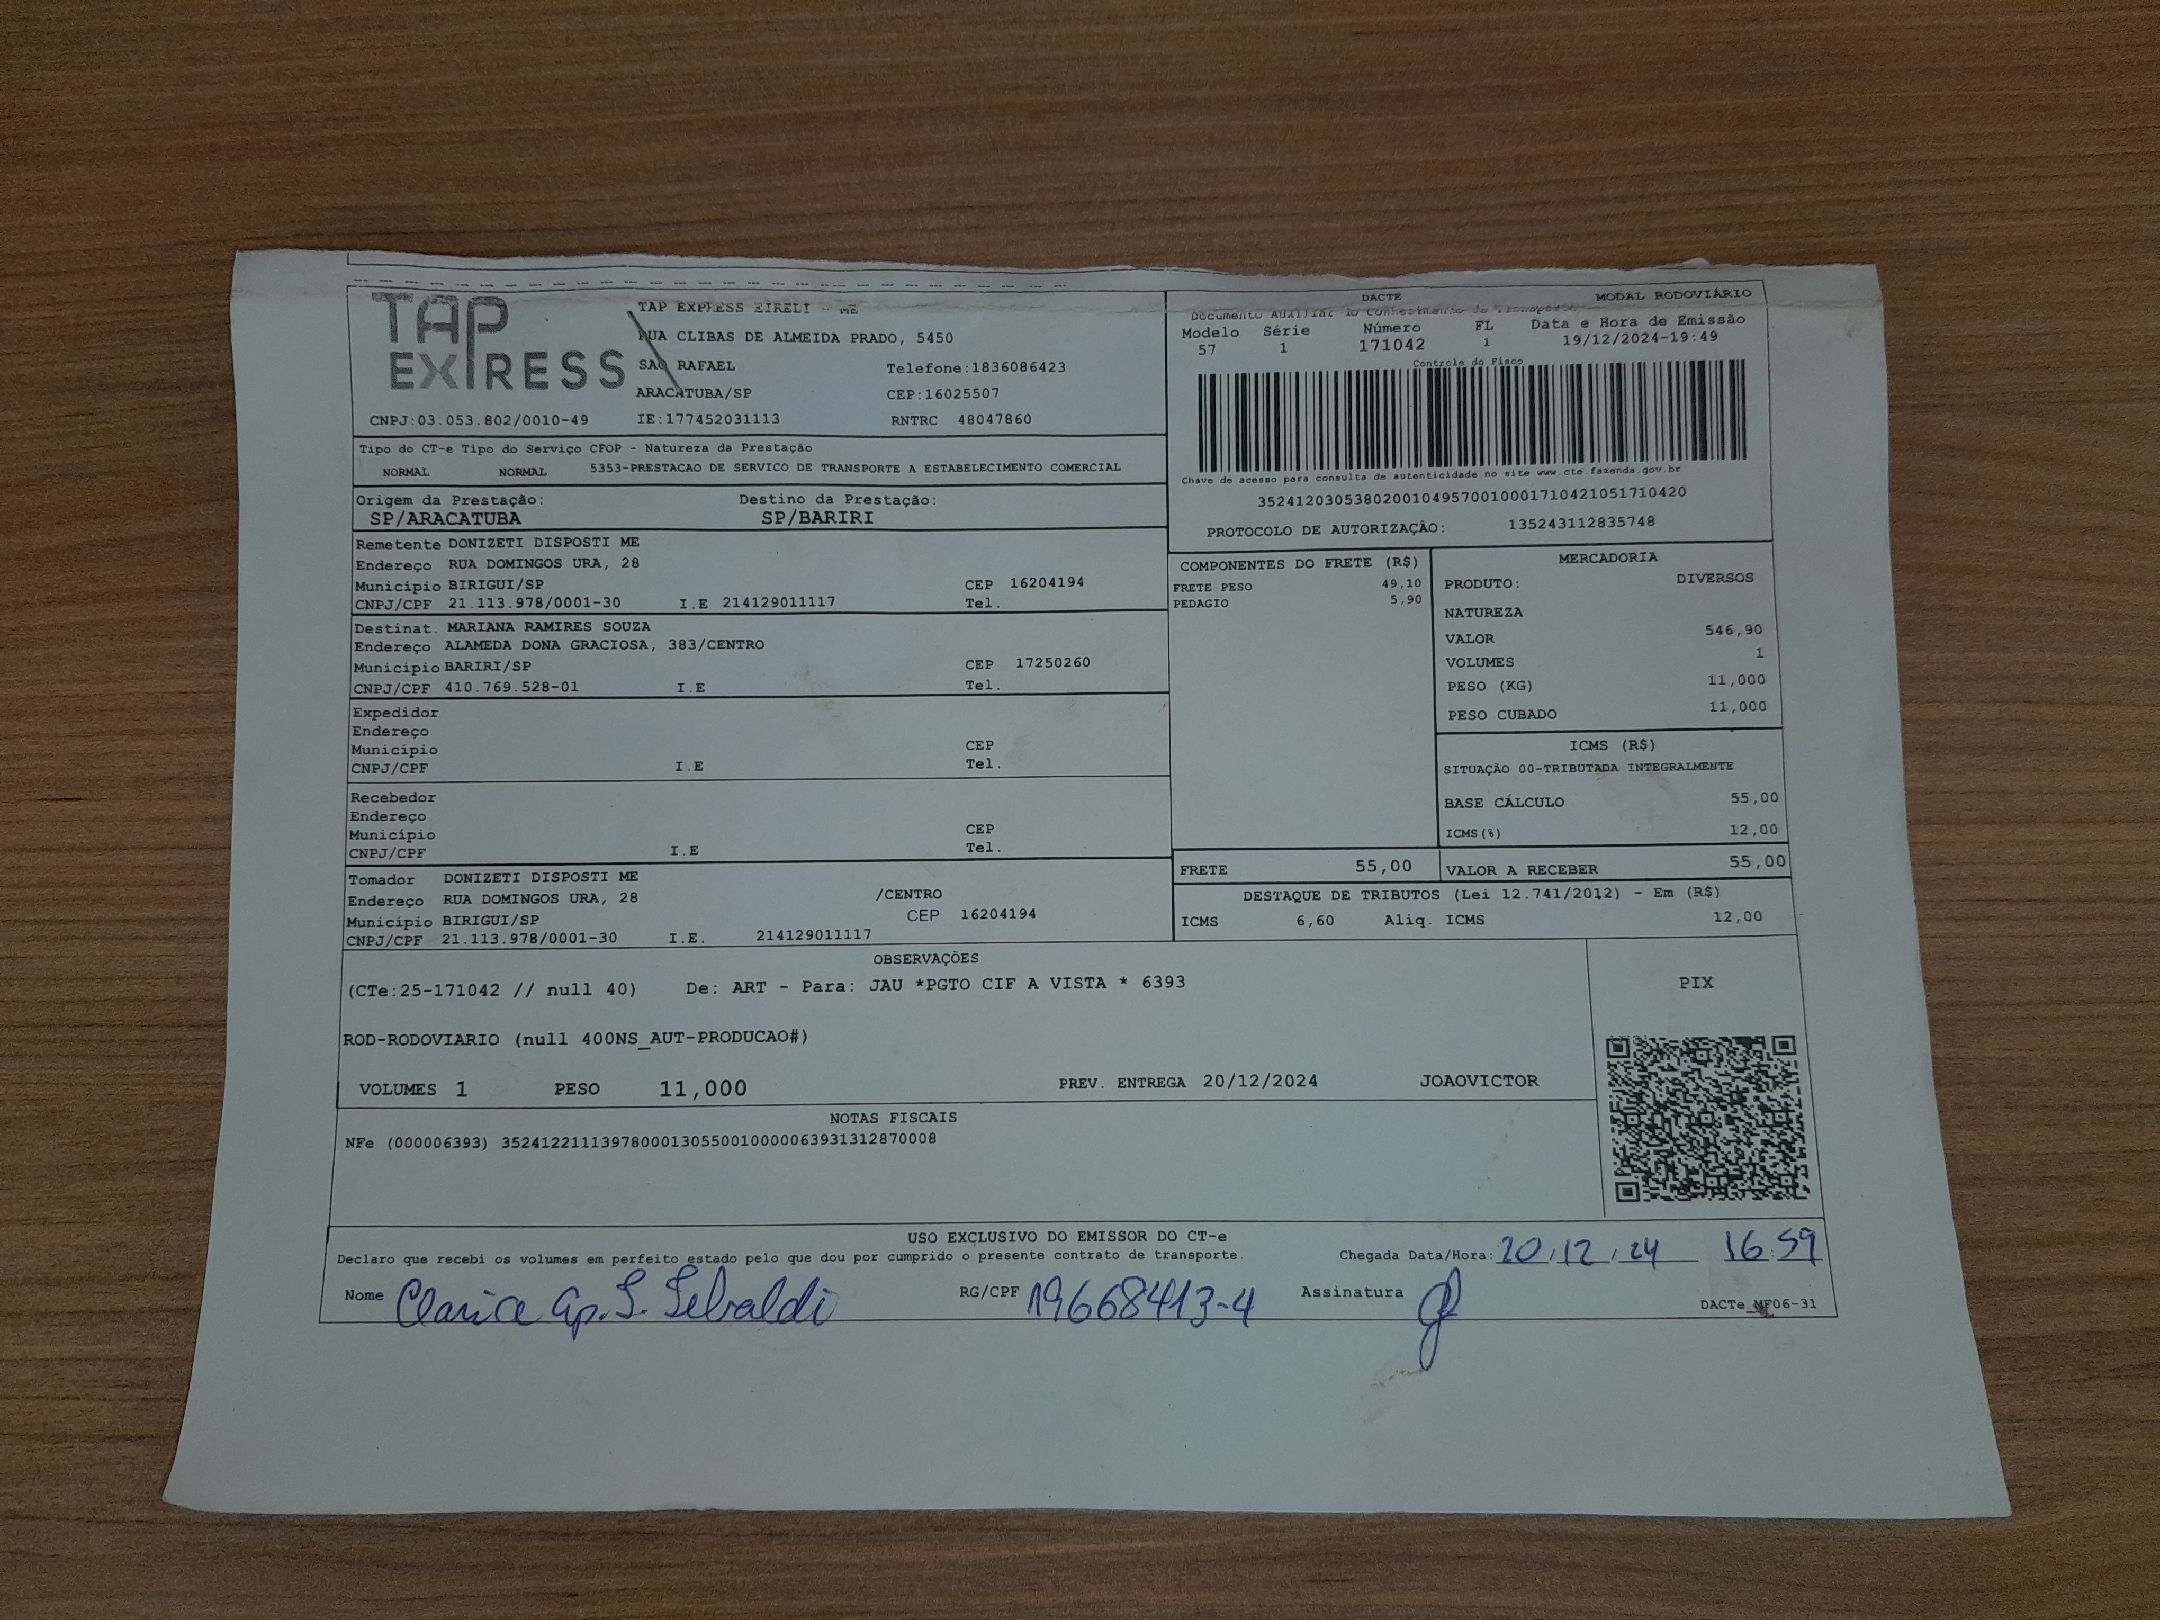 TAP EXPRESS
TAP EXPRESS EIRELI - ME
RUA CLIBAS DE ALMEIDA PRADO, 5450
SAO RAFAEL Telefone:1836086423
ARACATUBA/SP CEP:16025507
CNPJ:03.053.802/0010-49 IE:177452031113 RNTRC 48047860
DACTE MODAL RODOVIÁRIO
Documento Auxiliar do Conhecimento de
Modelo Série Número FL Data e Hora de Emissão
57 1 171042 1 19/12/2024-19:49
Controle do Fisco
Chave de acesso para consulta de autenticidade no site www.cte.fazenda.gov.br
35241203053802001049570010001710421051710420
PROTOCOLO DE AUTORIZAÇÃO: 135243112835748
Tipo do CT-e Tipo do Serviço CFOP - Natureza da Prestação
NORMAL NORMAL 5353-PRESTACAO DE SERVICO DE TRANSPORTE A ESTABELECIMENTO COMERCIAL
Origem da Prestação: Destino da Prestação:
SP/ARACATUBA SP/BARIRI
Remetente DONIZETI DISPOSTI ME
Endereço RUA DOMINGOS URA, 28
Município BIRIGUI/SP CEP 16204194
CNPJ/CPF 21.113.978/0001-30 I.E 214129011117 Tel.
Destinat. MARIANA RAMIRES SOUZA
Endereço ALAMEDA DONA GRACIOSA, 383/CENTRO
Município BARIRI/SP CEP 17250260
CNPJ/CPF 410.769.528-01 I.E Tel.
Expedidor
Endereço
Município CEP
CNPJ/CPF I.E Tel.
Recebedor
Endereço
Município CEP
CNPJ/CPF I.E Tel.
Tomador DONIZETI DISPOSTI ME
Endereço RUA DOMINGOS URA, 28 /CENTRO
Município BIRIGUI/SP CEP 16204194
CNPJ/CPF 21.113.978/0001-30 I.E. 214129011117
COMPONENTES DO FRETE (R$)
FRETE PESO 49,10
PEDAGIO 5,90
MERCADORIA
PRODUTO: DIVERSOS
NATUREZA
VALOR 546,90
VOLUMES 1
PESO (KG) 11,000
PESO CUBADO 11,000
ICMS (R$)
SITUAÇÃO 00-TRIBUTADA INTEGRALMENTE
BASE CÁLCULO 55,00
ICMS(%) 12,00
FRETE 55,00 VALOR A RECEBER 55,00
DESTAQUE DE TRIBUTOS (Lei 12.741/2012) - Em (R$)
ICMS 6,60 Aliq. ICMS 12,00
OBSERVAÇÕES
(CTe:25-171042 // null 40) De: ART - Para: JAU *PGTO CIF A VISTA * 6393
ROD-RODOVIARIO (null 400NS_AUT-PRODUCAO#)
VOLUMES 1 PESO 11,000 PREV. ENTREGA 20/12/2024 JOAOVICTOR
PIX
NOTAS FISCAIS
NFe (000006393) 35241221113978000130550010000063931312870008
USO EXCLUSIVO DO EMISSOR DO CT-e
Declaro que recebi os volumes em perfeito estado pelo que dou por cumprido o presente contrato de transporte. Chegada Data/Hora: 20/12/24 16:59
Nome Clarice Ap. S. Sebaldi RG/CPF 19668413-4 Assinatura
DACTe_MF06-31